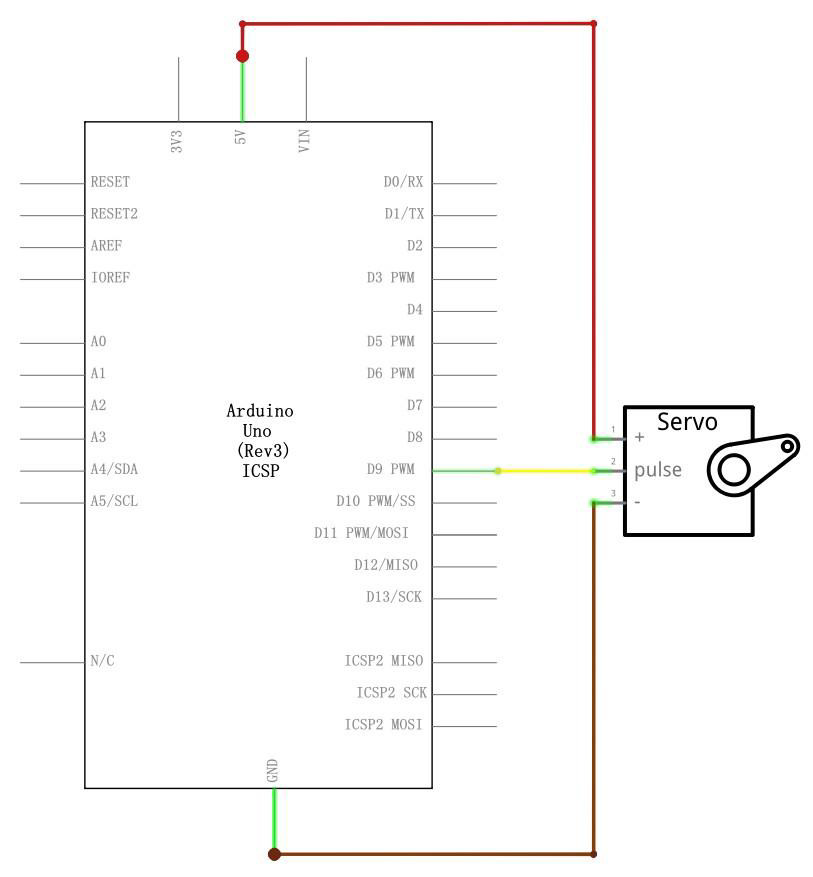 3V3
5V
VIN
RESET
RESET2
AREF
IOREF
A0
A1
A2
A3
A4/SDA
A5/SCL
N/C
Arduino
Uno
(Rev3)
ICSP
D0/RX
D1/TX
D2
D3 PWM
D4
D5 PWM
D6 PWM
D7
D8
D9 PWM
D10 PWM/SS
D11 PWM/MOSI
D12/MISO
D13/SCK
ICSP2 MISO
ICSP2 SCK
ICSP2 MOSI
GND
Servo
1 +
2 pulse
3 -